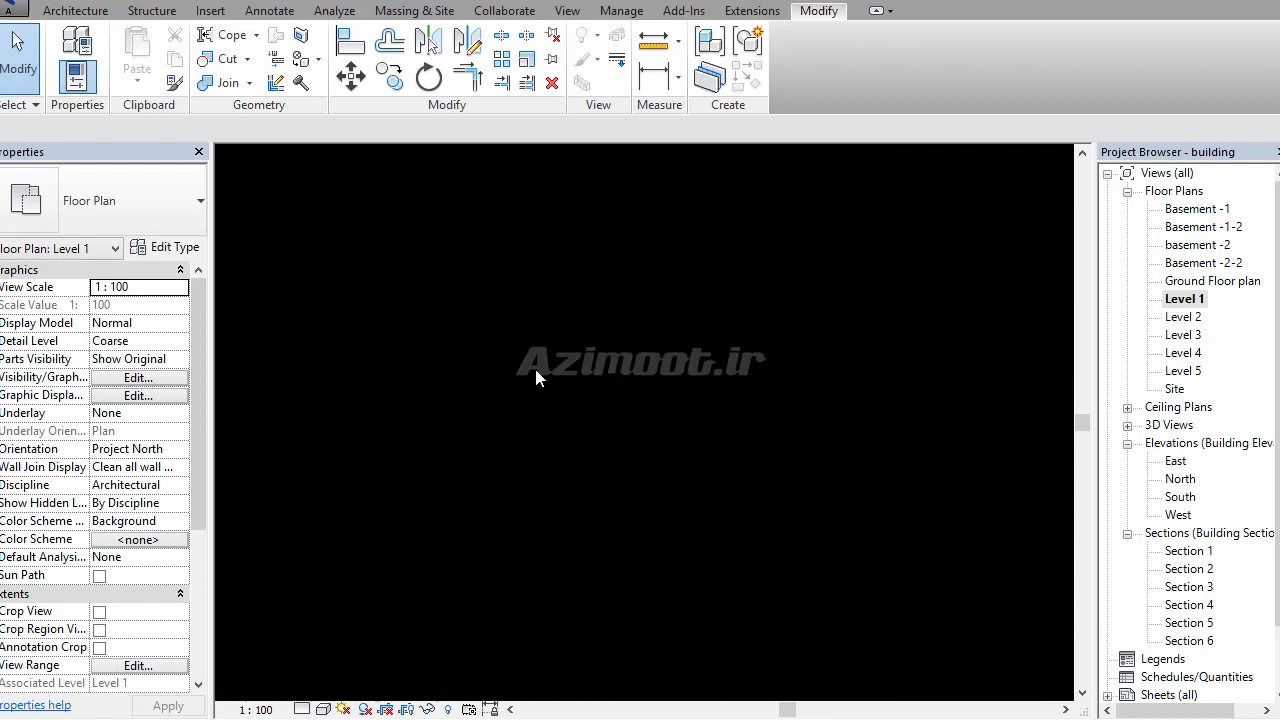 Architecture Structure Insert Annotate Analyze Massing & Site Collaborate View Manage Add-Ins Extensions Modify
Modify
Select
Properties
Paste
Clipboard
Cope
Cut
Join
Geometry
Modify
View
Measure
Create
roperties
Floor Plan
loor Plan: Level 1
Edit Type
raphics
View Scale 1 : 100
Scale Value 1: 100
Display Model Normal
Detail Level Coarse
Parts Visibility Show Original
Visibility/Graph... Edit...
Graphic Displa... Edit...
Underlay None
Underlay Orien... Plan
Orientation Project North
Wall Join Display Clean all wall ...
Discipline Architectural
Show Hidden L... By Discipline
Color Scheme ... Background
Color Scheme <none>
Default Analysi... None
Sun Path
xtents
Crop View
Crop Region Vi...
Annotation Crop
View Range Edit...
Associated Level Level 1
roperties help
Apply
Azimoot.ir
1 : 100
Project Browser - building
Views (all)
Floor Plans
Basement -1
Basement -1-2
basement -2
Basement -2-2
Ground Floor plan
Level 1
Level 2
Level 3
Level 4
Level 5
Site
Ceiling Plans
3D Views
Elevations (Building Elev
East
North
South
West
Sections (Building Sectio
Section 1
Section 2
Section 3
Section 4
Section 5
Section 6
Legends
Schedules/Quantities
Sheets (all)